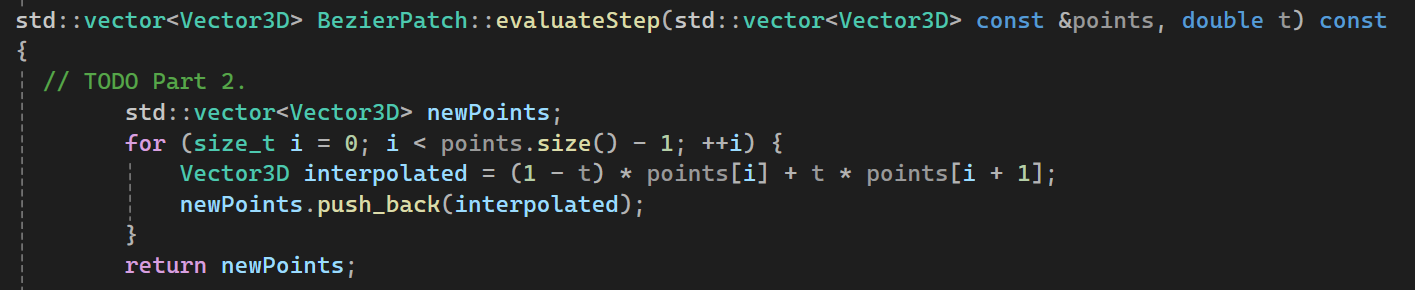 std::vector<Vector3D> BezierPatch::evaluateStep(std::vector<Vector3D> const &points, double t) const
{
// TODO Part 2.
std::vector<Vector3D> newPoints;
for (size_t i = 0; i < points.size() - 1; ++i) {
Vector3D interpolated = (1 - t) * points[i] + t * points[i + 1];
newPoints.push_back(interpolated);
}
return newPoints;